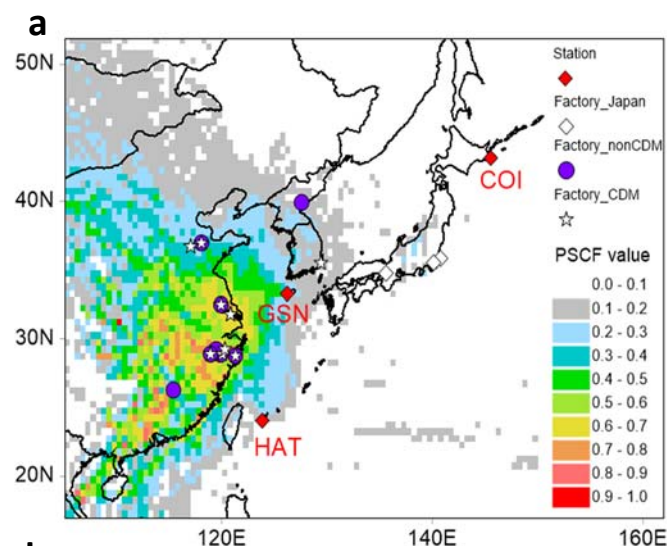 a
50N
40N
30N
20N
120E
140E
160E
COI
GSN
HAT
Station
Factory_Japan
Factory_nonCDM
Factory_CDM
PSCF value
0.0 - 0.1
0.1 - 0.2
0.2 - 0.3
0.3 - 0.4
0.4 - 0.5
0.5 - 0.6
0.6 - 0.7
0.7 - 0.8
0.8 - 0.9
0.9 - 1.0